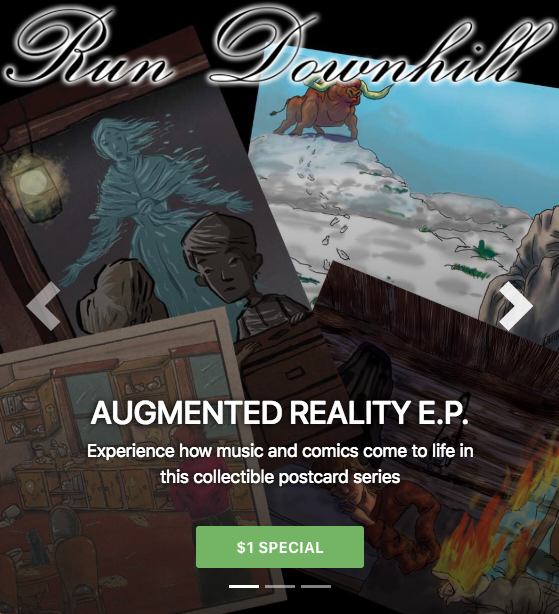 Run Downhill
AUGMENTED REALITY E.P.
Experience how music and comics come to life in
this collectible postcard series
$1 SPECIAL